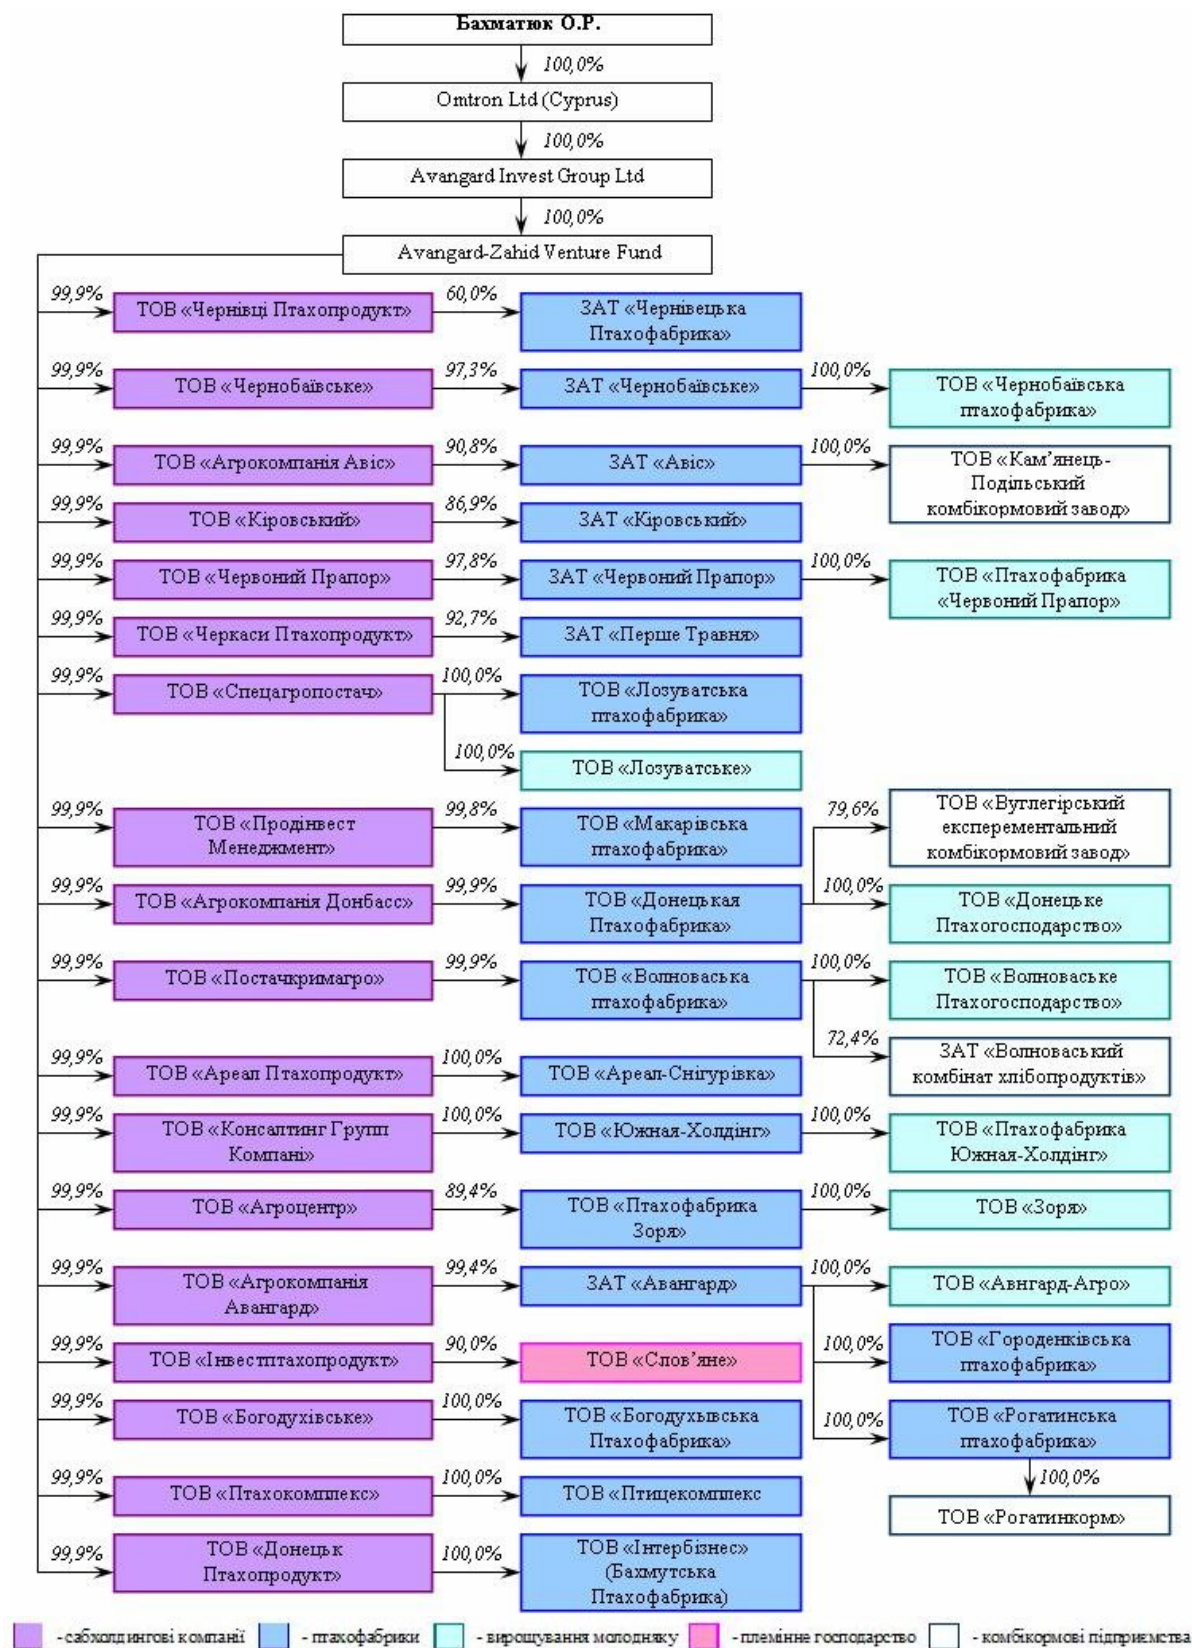 Бахматюк О.Р.
100,0%
Omtron Ltd (Cyprus)
100,0%
Avangard Invest Group Ltd
100,0%
Avangard-Zahid Venture Fund
99,9%
ТОВ «Чернівці Птахопродукт»
60,0%
ЗАТ «Чернівецька
Птахофабрика»
99,9%
ТОВ «Чернобаївське»
97,3%
ЗАТ «Чернобаївське»
100,0%
ТОВ «Чернобаївська
птахофабрика»
99,9%
ТОВ «Агрокомпанія Авіс»
90,8%
ЗАТ «Авіс»
100,0%
ТОВ «Кам’янець-
Подільський
комбікормовий завод»
99,9%
ТОВ «Кіровський»
86,9%
ЗАТ «Кіровський»
99,9%
ТОВ «Червоний Прапор»
97,8%
ЗАТ «Червоний Прапор»
100,0%
ТОВ «Птахофабрика
«Червоний Прапор»
99,9%
ТОВ «Черкаси Птахопродукт»
92,7%
ЗАТ «Перше Травня»
99,9%
ТОВ «Спецагропостач»
100,0%
ТОВ «Лозуватська
птахофабрика»
100,0%
ТОВ «Лозуватське»
99,9%
ТОВ «Продінвест
Менеджмент»
99,8%
ТОВ «Макарівська
птахофабрика»
79,6%
ТОВ «Вуглегірський
експерементальний
комбікормовий завод»
99,9%
ТОВ «Агрокомпанія Донбасс»
99,9%
ТОВ «Донецькая
Птахофабрика»
100,0%
ТОВ «Донецьке
Птахогосподарство»
99,9%
ТОВ «Постачкримагро»
99,9%
ТОВ «Волноваська
птахофабрика»
100,0%
ТОВ «Волноваське
Птахогосподарство»
72,4%
ЗАТ «Волноваський
комбінат хлібопродуктів»
99,9%
ТОВ «Ареал Птахопродукт»
100,0%
ТОВ «Ареал-Снігурівка»
99,9%
ТОВ «Консалтинг Групп
Компані»
100,0%
ТОВ «Южная-Холдінг»
100,0%
ТОВ «Птахофабрика
Южная-Холдінг»
99,9%
ТОВ «Агроцентр»
89,4%
ТОВ «Птахофабрика
Зоря»
100,0%
ТОВ «Зоря»
99,9%
ТОВ «Агрокомпанія
Авангард»
99,4%
ЗАТ «Авангард»
100,0%
ТОВ «Авнгард-Агро»
100,0%
ТОВ «Городенківська
птахофабрика»
99,9%
ТОВ «Інвестптахопродукт»
90,0%
ТОВ «Слов’яне»
99,9%
ТОВ «Богодухівське»
100,0%
ТОВ «Богодухывська
Птахофабрика»
100,0%
ТОВ «Рогатинська
птахофабрика»
100,0%
ТОВ «Рогатинкорм»
99,9%
ТОВ «Птахокомплекс»
100,0%
ТОВ «Птицекомплекс
99,9%
ТОВ «Донецьк
Птахопродукт»
100,0%
ТОВ «Інтербізнес»
(Бахмутська
Птахофабрика)
- сабхолдингові компанії - птахофабрики - вирощування молодняку - племінне господарство - комбікормові підприємства